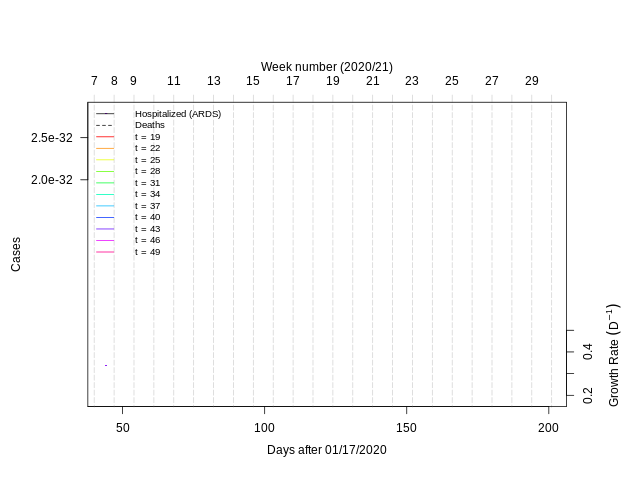 Week number (2020/21)
7 8 9 11 13 15 17 19 21 23 25 27 29
Hospitalized (ARDS)
Deaths
t = 19
t = 22
t = 25
t = 28
t = 31
t = 34
t = 37
t = 40
t = 43
t = 46
t = 49
2.5e-32
2.0e-32
Cases
0.4
0.2
Growth Rate (D⁻¹)
50 100 150 200
Days after 01/17/2020